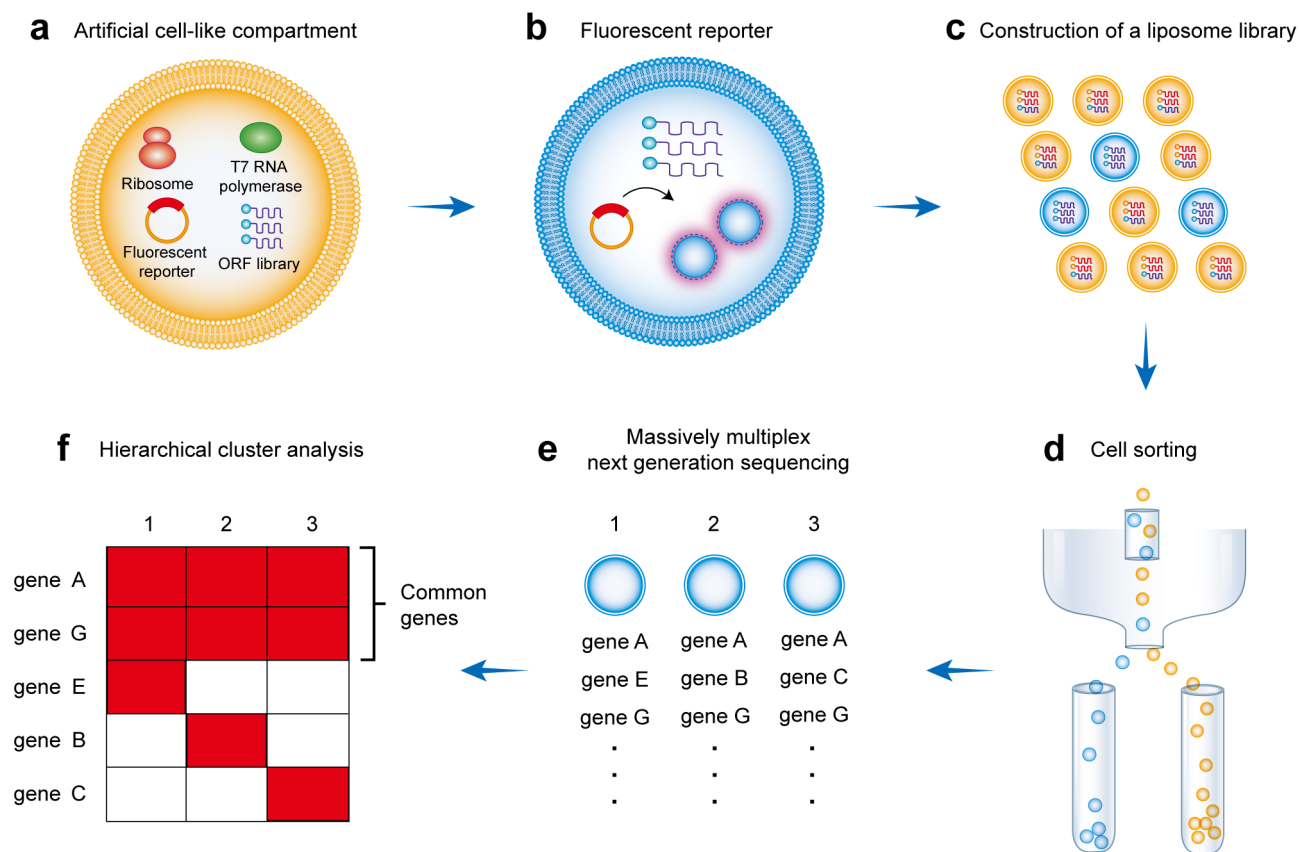 a Artificial cell-like compartment
Ribosome
T7 RNA
polymerase
Fluorescent
reporter
ORF library
b Fluorescent reporter
c Construction of a liposome library
d Cell sorting
e Massively multiplex
next generation sequencing
1 2 3
gene A gene A gene A
gene E gene B gene C
gene G gene G gene G
f Hierarchical cluster analysis
1 2 3
gene A
gene G
gene E
gene B
gene C
Common
genes